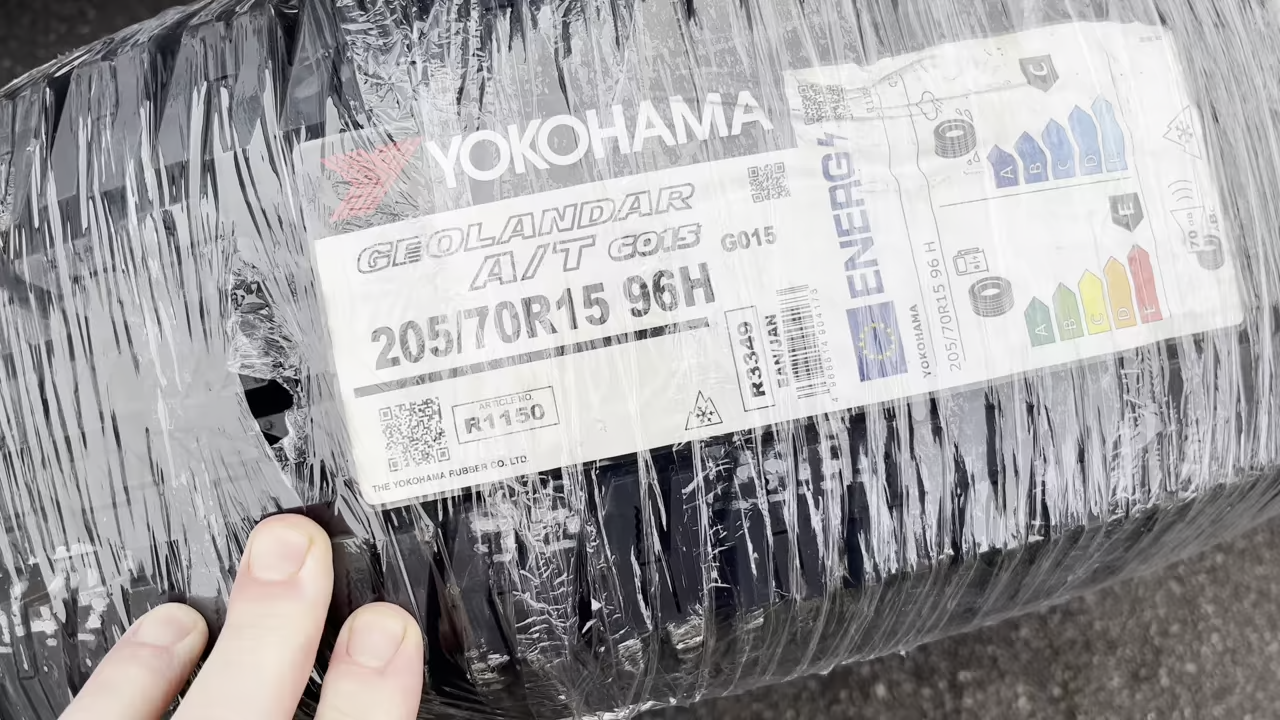 YOKOHAMA
GEOLANDAR
A/T G015
G015
205/70R15 96H
ARTICLE NO.
R1150
R3349
EAN/JAN
THE YOKOHAMA RUBBER CO. LTD.
ENERG
YOKOHAMA
205/70R15 96 H
C
A
B
C
D
E
A
B
C
D
E